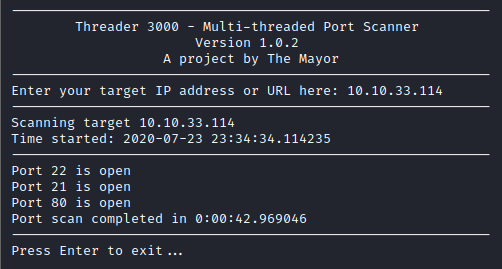 Threader 3000 - Multi-threaded Port Scanner
Version 1.0.2
A project by The Mayor
Enter your target IP address or URL here: 10.10.33.114
Scanning target 10.10.33.114
Time started: 2020-07-23 23:34:34.114235
Port 22 is open
Port 21 is open
Port 80 is open
Port scan completed in 0:00:42.969046
Press Enter to exit...